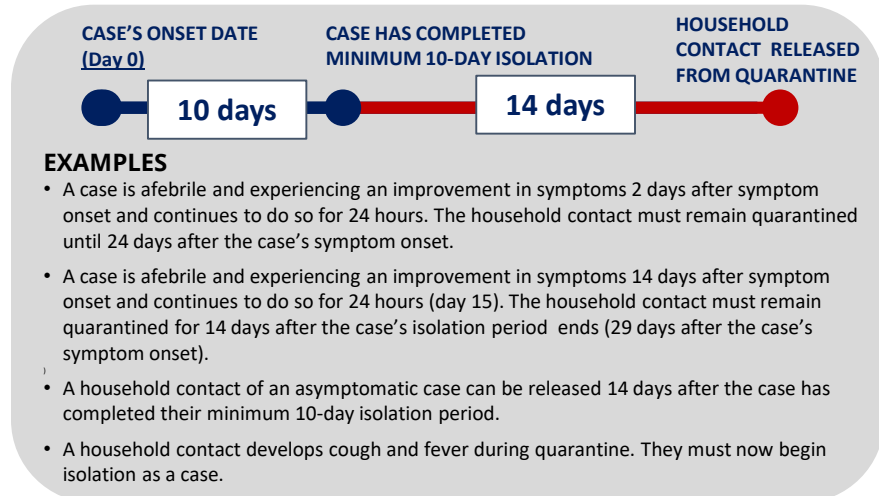 CASE'S ONSET DATE
(Day 0)
CASE HAS COMPLETED
MINIMUM 10-DAY ISOLATION
HOUSEHOLD
CONTACT RELEASED
FROM QUARANTINE
10 days
14 days
EXAMPLES
• A case is afebrile and experiencing an improvement in symptoms 2 days after symptom
onset and continues to do so for 24 hours. The household contact must remain quarantined
until 24 days after the case's symptom onset.
• A case is afebrile and experiencing an improvement in symptoms 14 days after symptom
onset and continues to do so for 24 hours (day 15). The household contact must remain
quarantined for 14 days after the case's isolation period ends (29 days after the case's
symptom onset).
)
• A household contact of an asymptomatic case can be released 14 days after the case has
completed their minimum 10-day isolation period.
• A household contact develops cough and fever during quarantine. They must now begin
isolation as a case.